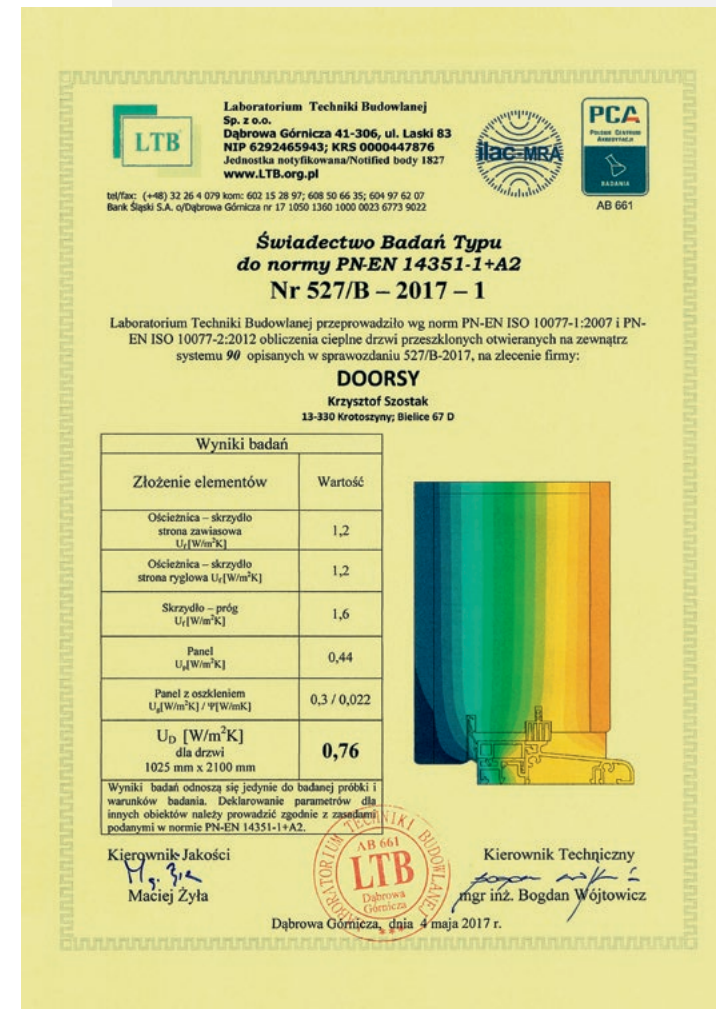 LTB
Laboratorium Techniki Budowlanej
Sp. z o.o.
Dąbrowa Górnicza 41-306, ul. Laski 83
NIP 6292465943; KRS 0000447876
Jednostka notyfikowana/Notified body 1827
www.LTB.org.pl
ilac-MRA
PCA
Polskie Centrum
Akredytacji
BADANIA
AB 661
tel/fax: (+48) 32 26 4 079 kom: 602 15 28 97; 608 50 66 35; 604 97 62 07
Bank Śląski S.A. o/Dąbrowa Górnicza nr 17 1050 1360 1000 0023 6773 9022
Świadectwo Badań Typu
do normy PN-EN 14351-1+A2
Nr 527/B – 2017 – 1
Laboratorium Techniki Budowlanej przeprowadziło wg norm PN-EN ISO 10077-1:2007 i PN-
EN ISO 10077-2:2012 obliczenia cieplne drzwi przeszklonych otwieranych na zewnątrz
systemu 90 opisanych w sprawozdaniu 527/B-2017, na zlecenie firmy:
DOORSY
Krzysztof Szostak
13-330 Krotoszyny; Bielice 67 D
Wyniki badań
Złożenie elementów Wartość
Ościeżnica – skrzydło
strona zawiasowa
Uf[W/m²K] 1,2
Ościeżnica – skrzydło
strona ryglowa Uf[W/m²K] 1,2
Skrzydło – próg
Uf[W/m²K] 1,6
Panel
Up[W/m²K] 0,44
Panel z oszkleniem
Ug[W/m²K] / Ψ[W/mK] 0,3 / 0,022
UD [W/m²K]
dla drzwi
1025 mm x 2100 mm 0,76
Wyniki badań odnoszą się jedynie do badanej próbki i
warunków badania. Deklarowanie parametrów dla
innych obiektów należy prowadzić zgodnie z zasadami
podanymi w normie PN-EN 14351-1+A2.
Kierownik Jakości
Maciej Żyła
LABORATORIUM TECHNIKI BUDOWLANEJ
AB 661
LTB
Dąbrowa
Górnicza
Kierownik Techniczny
mgr inż. Bogdan Wójtowicz
Dąbrowa Górnicza, dnia 4 maja 2017 r.